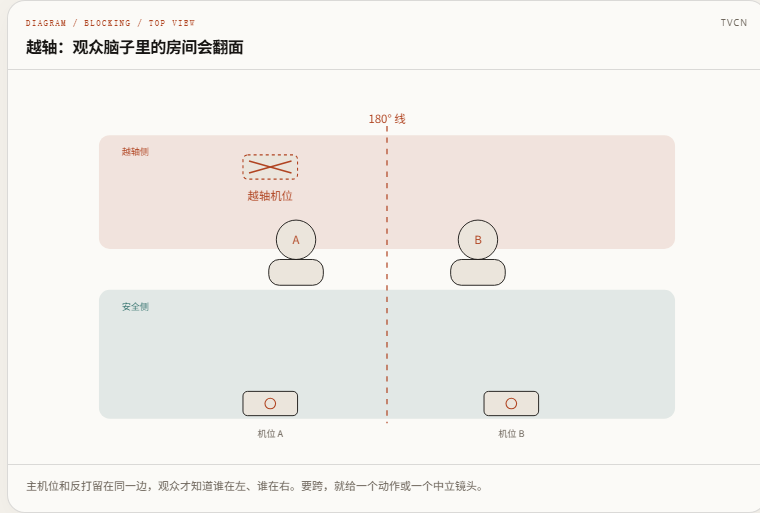 DIAGRAM / BLOCKING / TOP VIEW
TVCN
越轴：观众脑子里的房间会翻面
180° 线
越轴侧
越轴机位
A
B
安全侧
机位 A
机位 B
主机位和反打留在同一边，观众才知道谁在左、谁在右。要跨，就给一个动作或一个中立镜头。